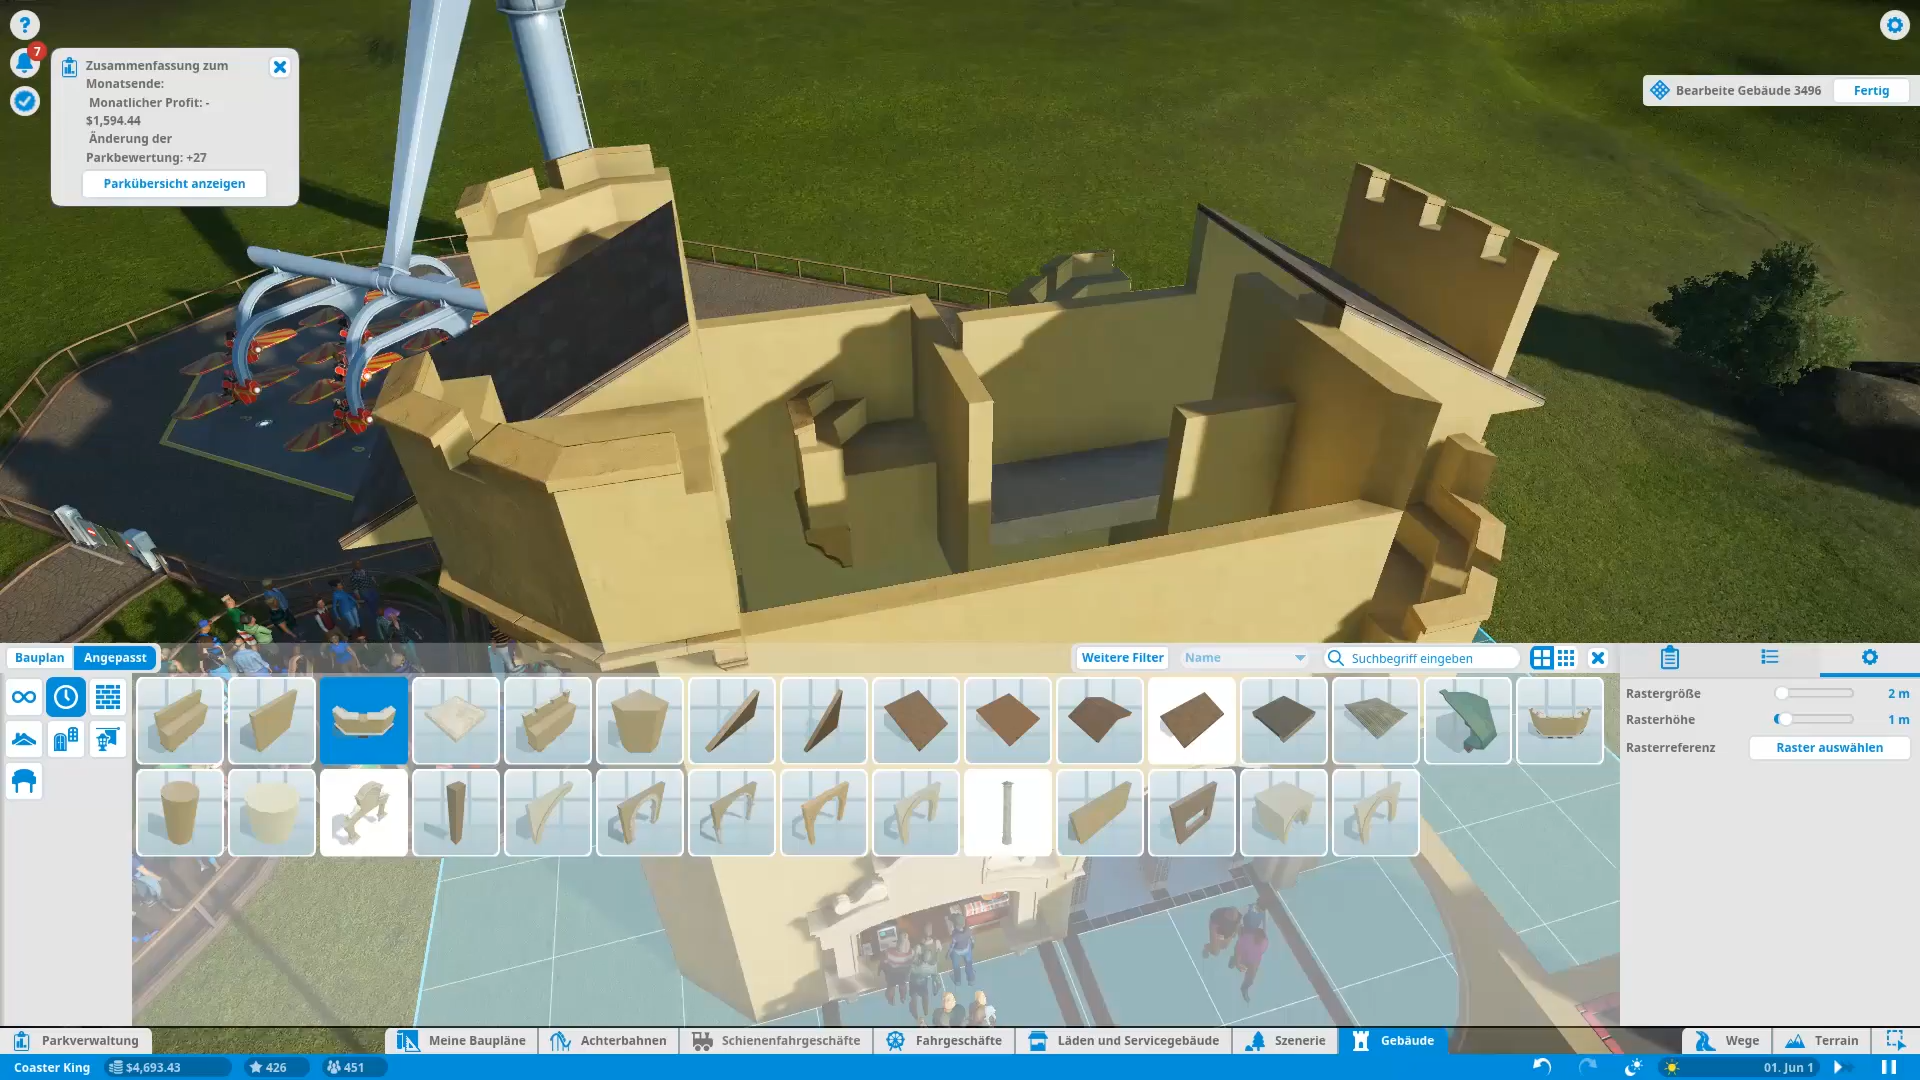 ?
7
Zusammenfassung zum
Monatsende:
Monatlicher Profit: -
$1,594.44
Änderung der
Parkbewertung: +27
Parkübersicht anzeigen
Bearbeite Gebäude 3496
Fertig
Bauplan
Angepasst
Weitere Filter
Name
Suchbegriff eingeben
Rastergröße
2 m
Rasterhöhe
1 m
Rasterreferenz
Raster auswählen
Parkverwaltung
Meine Baupläne
Achterbahnen
Schienenfahrgeschäfte
Fahrgeschäfte
Läden und Servicegebäude
Szenerie
Gebäude
Wege
Terrain
Coaster King
$4,693.43
426
451
01. Jun 1